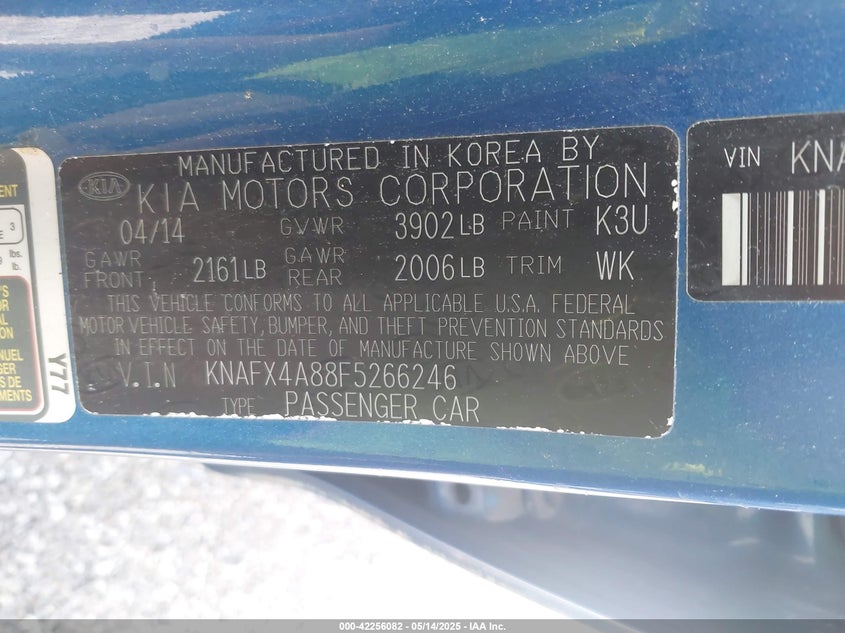 MANUFACTURED IN KOREA BY
KIA KIA MOTORS CORPORATION
04/14 GVWR 3902LB PAINT K3U
GAWR FRONT 2161LB GAWR REAR 2006LB TRIM WK
THIS VEHICLE CONFORMS TO ALL APPLICABLE U.S.A. FEDERAL
MOTOR VEHICLE SAFETY, BUMPER, AND THEFT PREVENTION STANDARDS
IN EFFECT ON THE DATE OF MANUFACTURE SHOWN ABOVE
V.I.N KNAFX4A88F5266246
TYPE PASSENGER CAR
VIN KNA
3
lbs.
lb.
Y77
000-42256082 - 05/14/2025 - IAA Inc.